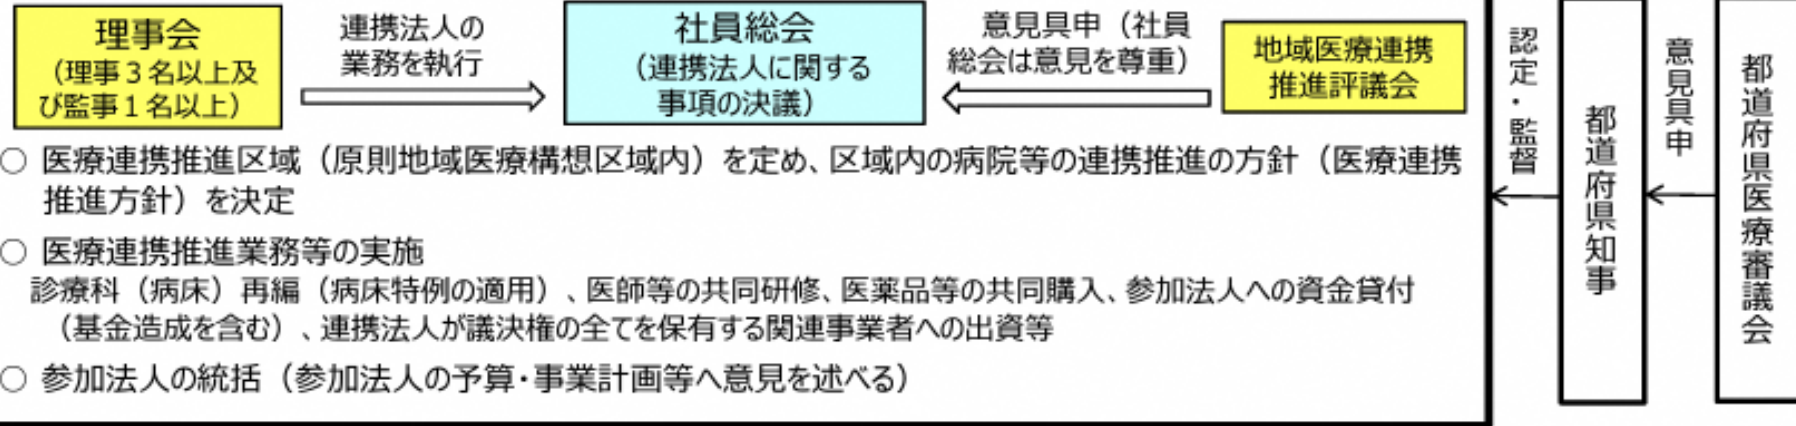 理事会
（理事３名以上及
び監事１名以上）
連携法人の
業務を執行
社員総会
（連携法人に関する
事項の決議）
意見具申（社員
総会は意見を尊重）
地域医療連携
推進評議会
○ 医療連携推進区域（原則地域医療構想区域内）を定め、区域内の病院等の連携推進の方針（医療連携
推進方針）を決定
○ 医療連携推進業務等の実施
診療科（病床）再編（病床特例の適用）、医師等の共同研修、医薬品等の共同購入、参加法人への資金貸付
（基金造成を含む）、連携法人が議決権の全てを保有する関連事業者への出資等
○ 参加法人の統括（参加法人の予算・事業計画等へ意見を述べる）
認定・監督
都道府県知事
意見具申
都道府県医療審議会